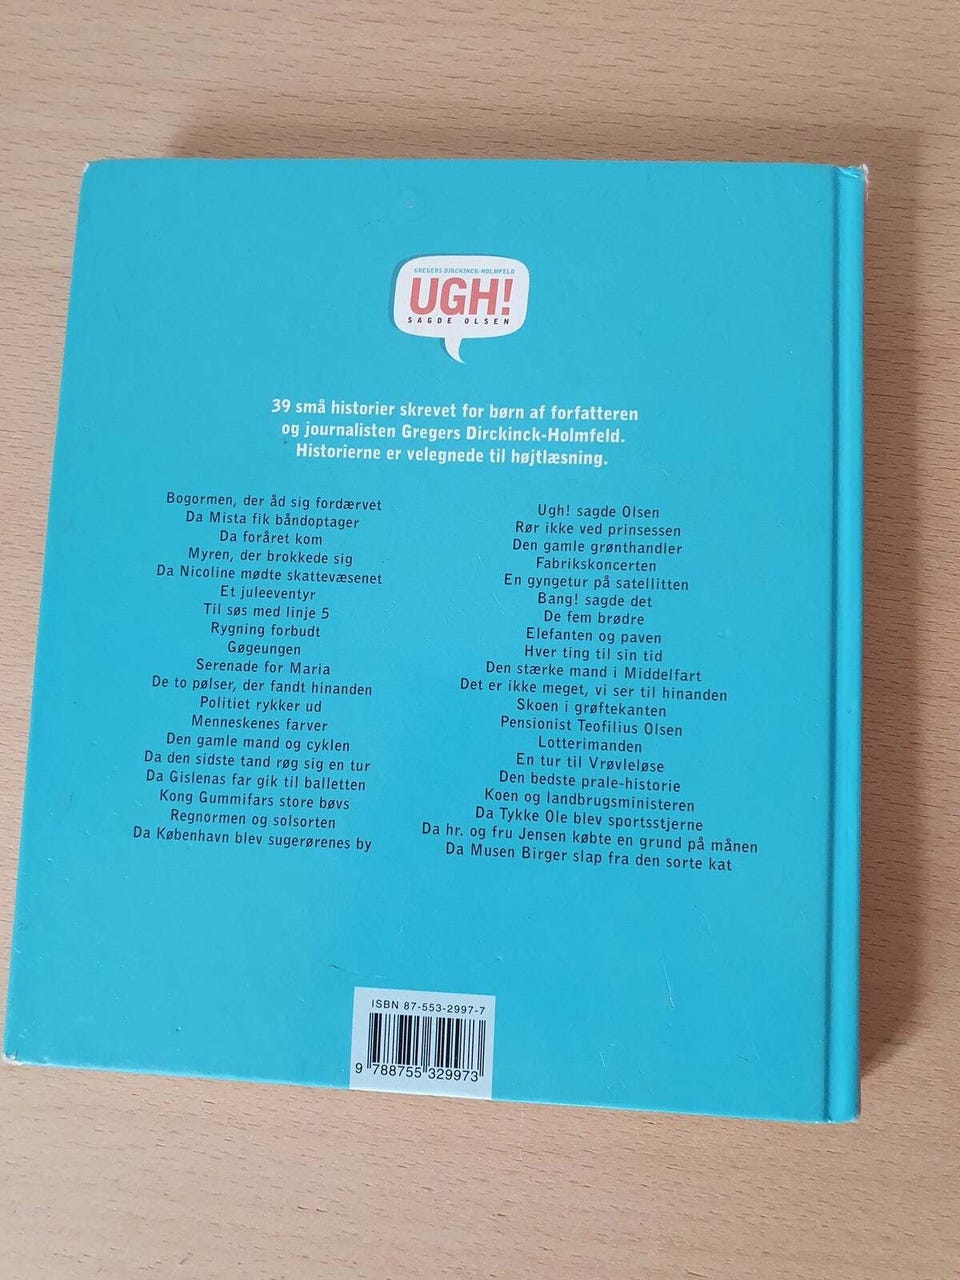 GREGERS DIRCKINCK-HOLMFELD
UGH!
SAGDE OLSEN
39 små historier skrevet for børn af forfatteren
og journalisten Gregers Dirckinck-Holmfeld.
Historierne er velegnede til højtlæsning.
Bogormen, der åd sig fordærvet
Da Mista fik båndoptager
Da foråret kom
Myren, der brokkede sig
Da Nicoline mødte skattevæsenet
Et juleeventyr
Til søs med linje 5
Rygning forbudt
Gøgeungen
Serenade for Maria
De to pølser, der fandt hinanden
Politiet rykker ud
Menneskenes farver
Den gamle mand og cyklen
Da den sidste tand røg sig en tur
Da Gislenas far gik til balletten
Kong Gummifars store bøvs
Regnormen og solsorten
Da København blev sugerørenes by
Ugh! sagde Olsen
Rør ikke ved prinsessen
Den gamle grønthandler
Fabrikskoncerten
En gyngetur på satellitten
Bang! sagde det
De fem brødre
Elefanten og paven
Hver ting til sin tid
Den stærke mand i Middelfart
Det er ikke meget, vi ser til hinanden
Skoen i grøftekanten
Pensionist Teofilius Olsen
Lotterimanden
En tur til Vrøvleløse
Den bedste prale-historie
Koen og landbrugsministeren
Da Tykke Ole blev sportsstjerne
Da hr. og fru Jensen købte en grund på månen
Da Musen Birger slap fra den sorte kat
ISBN 87-553-2997-7
9 788755 329973